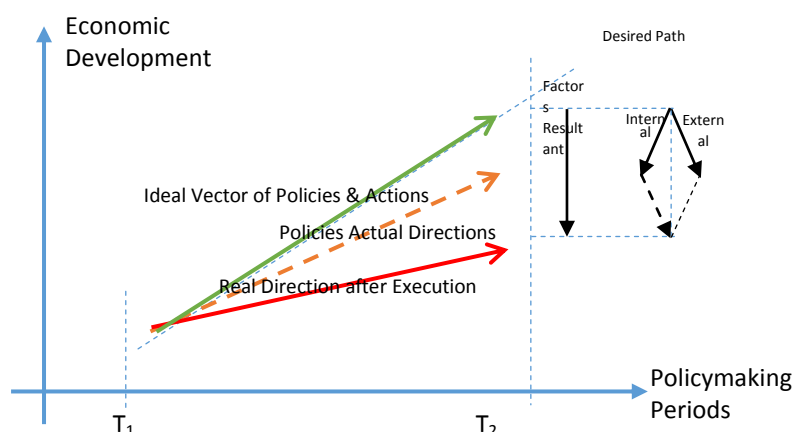 Economic
Development
Desired Path
Factor
s
Result
ant
Intern
al
Extern
al
Ideal Vector of Policies & Actions
Policies Actual Directions
Real Direction after Execution
Policymaking
Periods
T1
T2